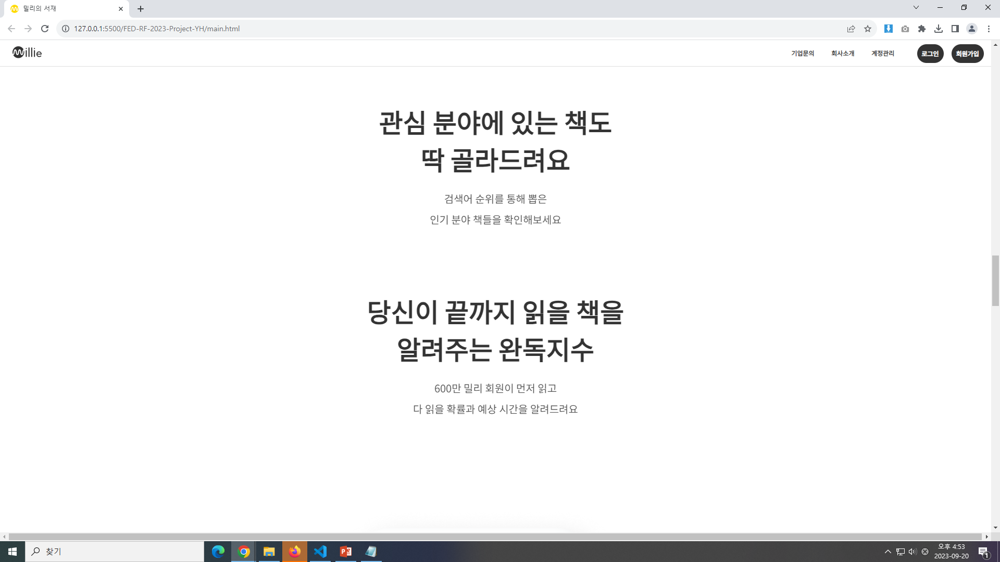 밀리의 서재
127.0.0.1:5500/FED-RF-2023-Project-YH/main.html
Millie
기업문의 회사소개 계정관리 로그인 회원가입
관심 분야에 있는 책도
딱 골라드려요
검색어 순위를 통해 뽑은
인기 분야 책들을 확인해보세요
당신이 끝까지 읽을 책을
알려주는 완독지수
600만 밀리 회원이 먼저 읽고
다 읽을 확률과 예상 시간을 알려드려요
찾기
오후 4:53
2023-09-20
1